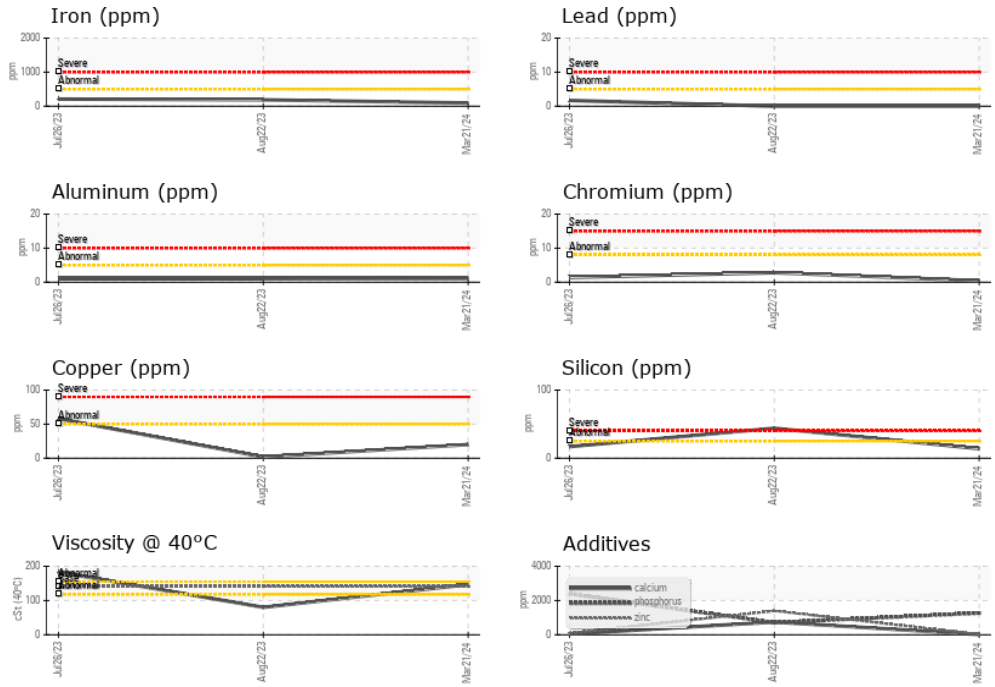 Iron (ppm)
2000
1000
0
ppm
Severe
Abnormal
Jul26/23
Aug22/23
Mar21/24
Lead (ppm)
20
10
0
ppm
Severe
Abnormal
Jul26/23
Aug22/23
Mar21/24
Aluminum (ppm)
20
10
0
ppm
Severe
Abnormal
Jul26/23
Aug22/23
Mar21/24
Chromium (ppm)
20
10
0
ppm
Severe
Abnormal
Jul26/23
Aug22/23
Mar21/24
Copper (ppm)
100
50
0
ppm
Severe
Abnormal
Jul26/23
Aug22/23
Mar21/24
Silicon (ppm)
100
50
0
ppm
Severe
Abnormal
Jul26/23
Aug22/23
Mar21/24
Viscosity @ 40°C
200
100
0
cSt (40°C)
Abnormal
Abnormal
Jul26/23
Aug22/23
Mar21/24
Additives
4000
2000
0
ppm
calcium
phosphorus
zinc
Jul26/23
Aug22/23
Mar21/24